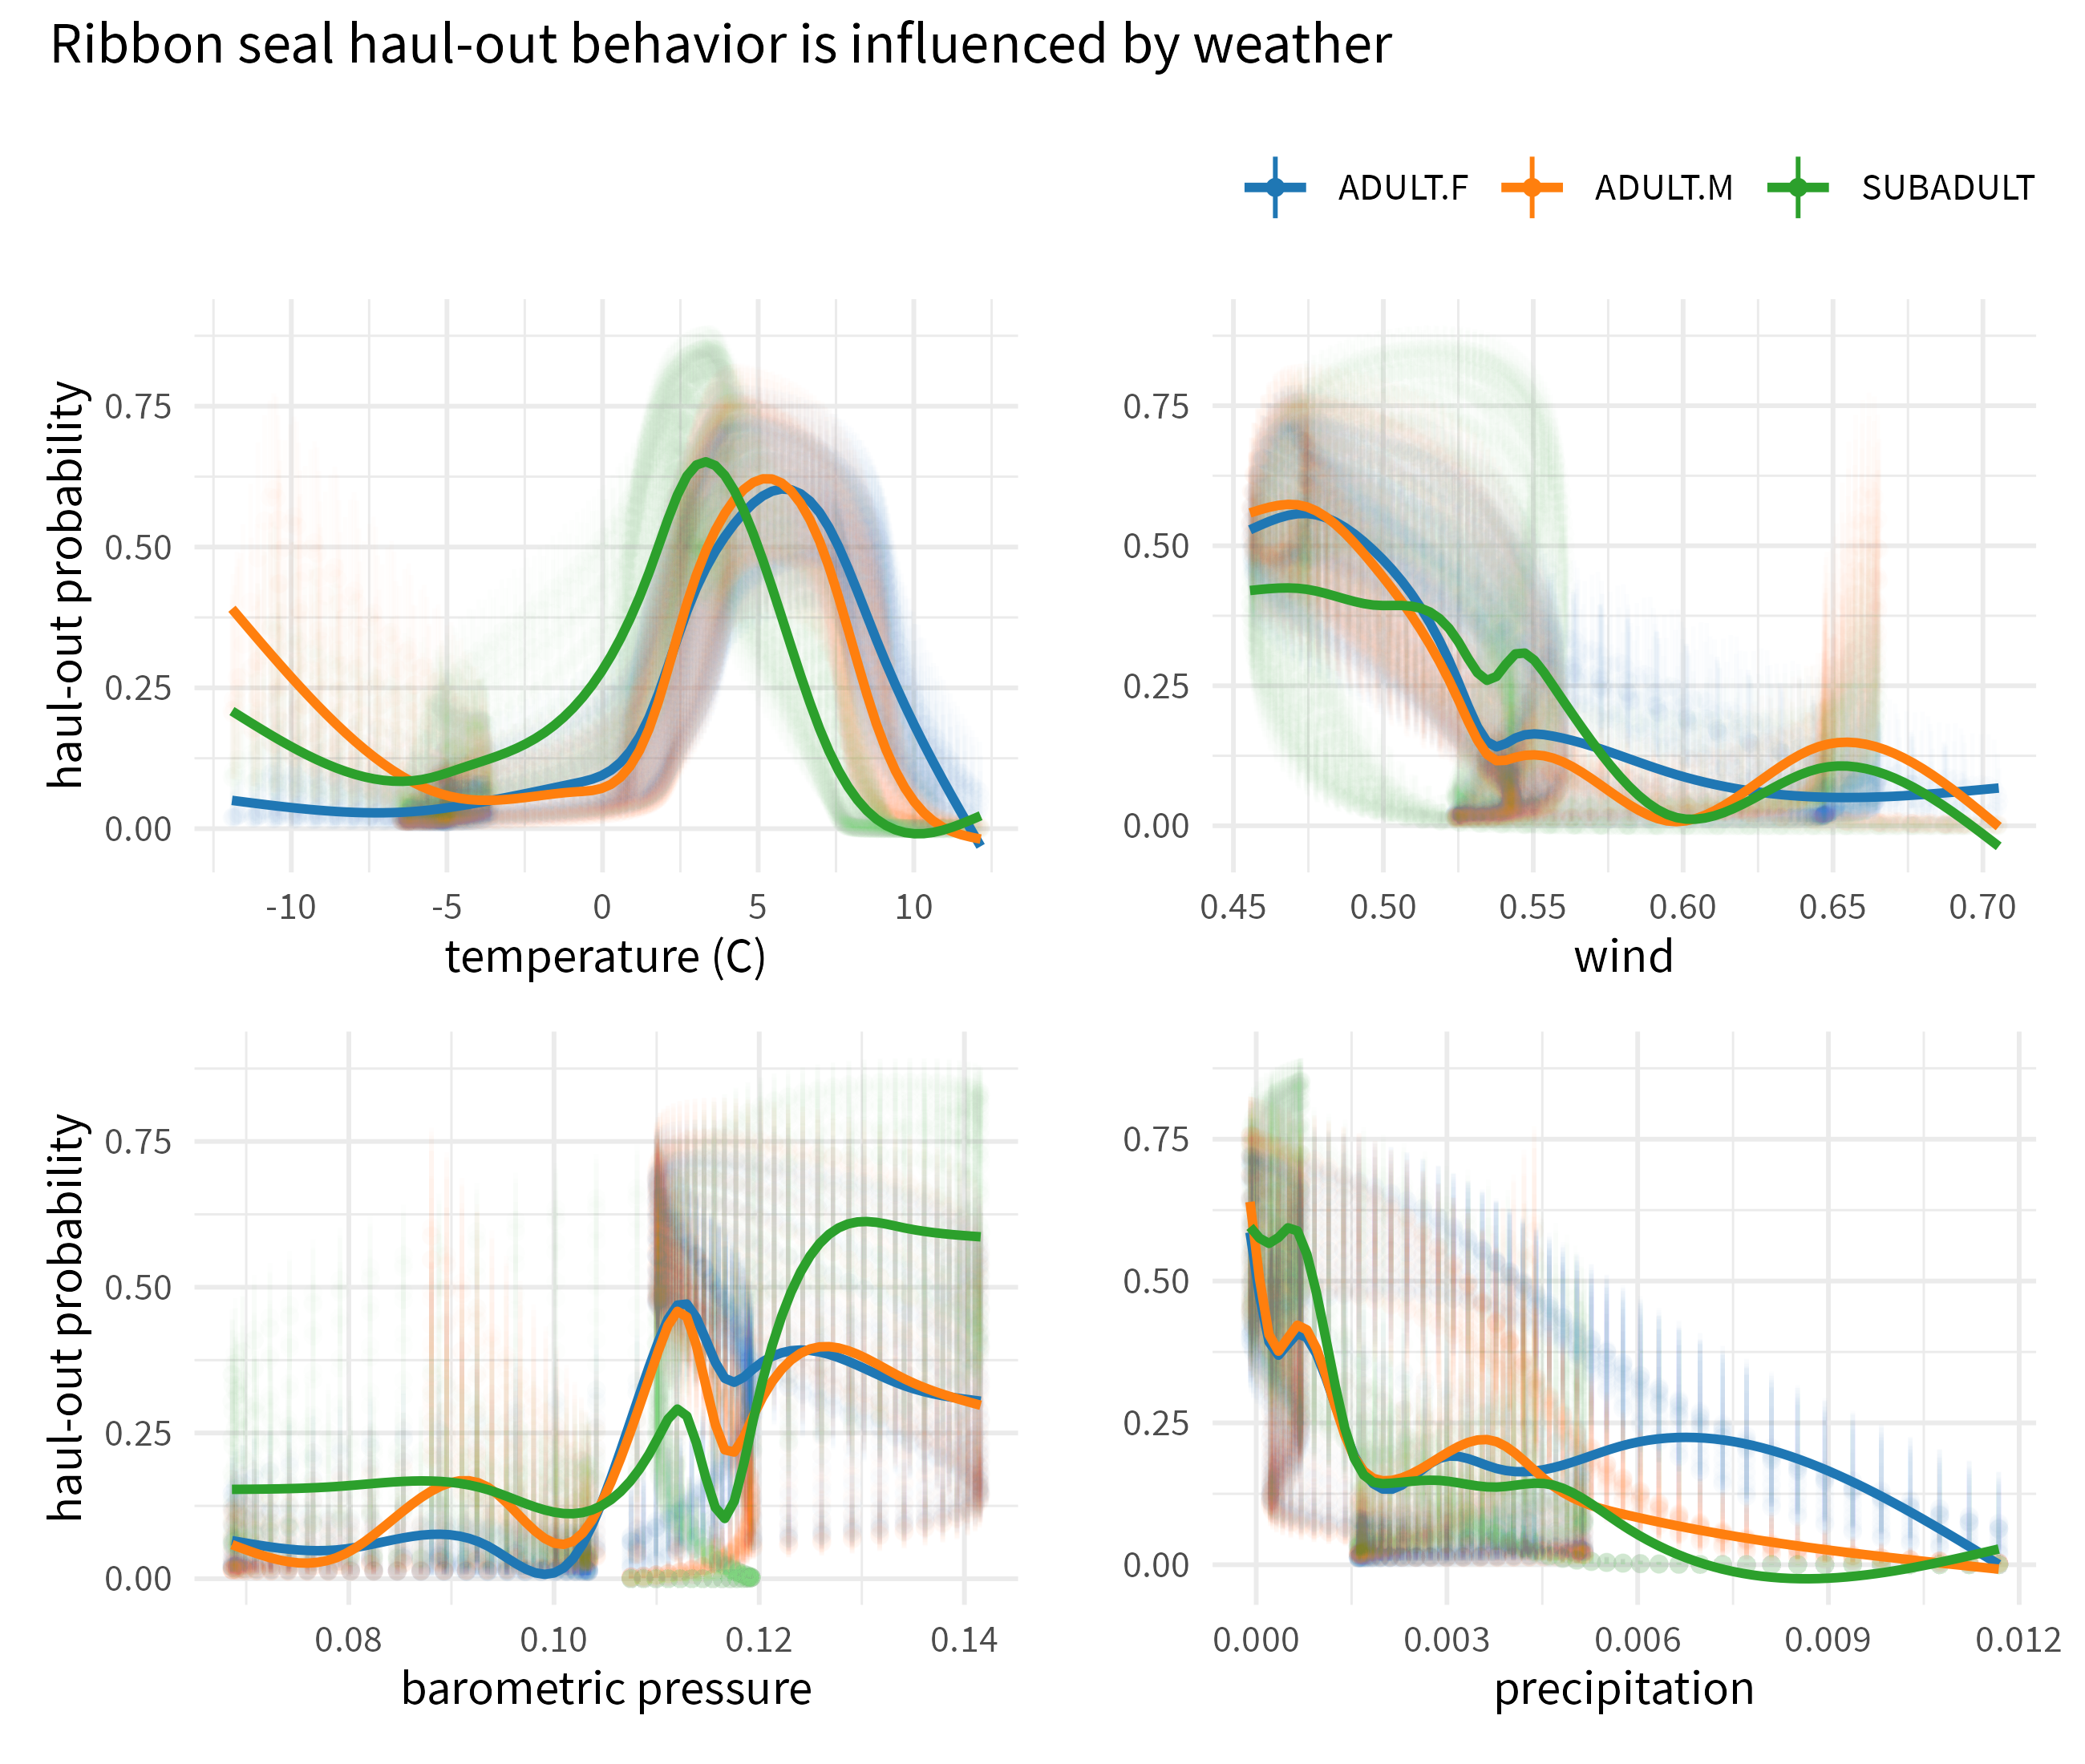 Ribbon seal haul-out behavior is influenced by weather
ADULT.F ADULT.M SUBADULT
haul-out probability
0.75
0.50
0.25
0.00
-10 -5 0 5 10
temperature (C)
0.75
0.50
0.25
0.00
0.45 0.50 0.55 0.60 0.65 0.70
wind
haul-out probability
0.75
0.50
0.25
0.00
0.08 0.10 0.12 0.14
barometric pressure
0.75
0.50
0.25
0.00
0.000 0.003 0.006 0.009 0.012
precipitation